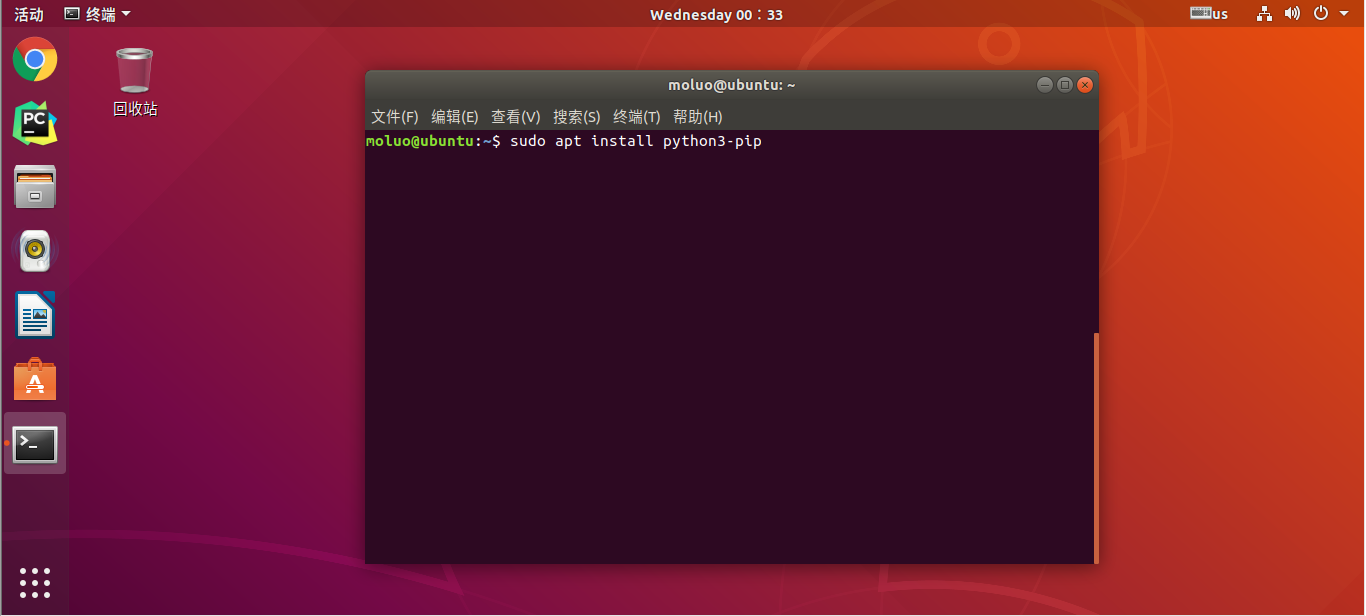 活动 终端 Wednesday 00:33 us
PC
回收站
moluo@ubuntu: ~
文件(F) 编辑(E) 查看(V) 搜索(S) 终端(T) 帮助(H)
moluo@ubuntu:~$ sudo apt install python3-pip